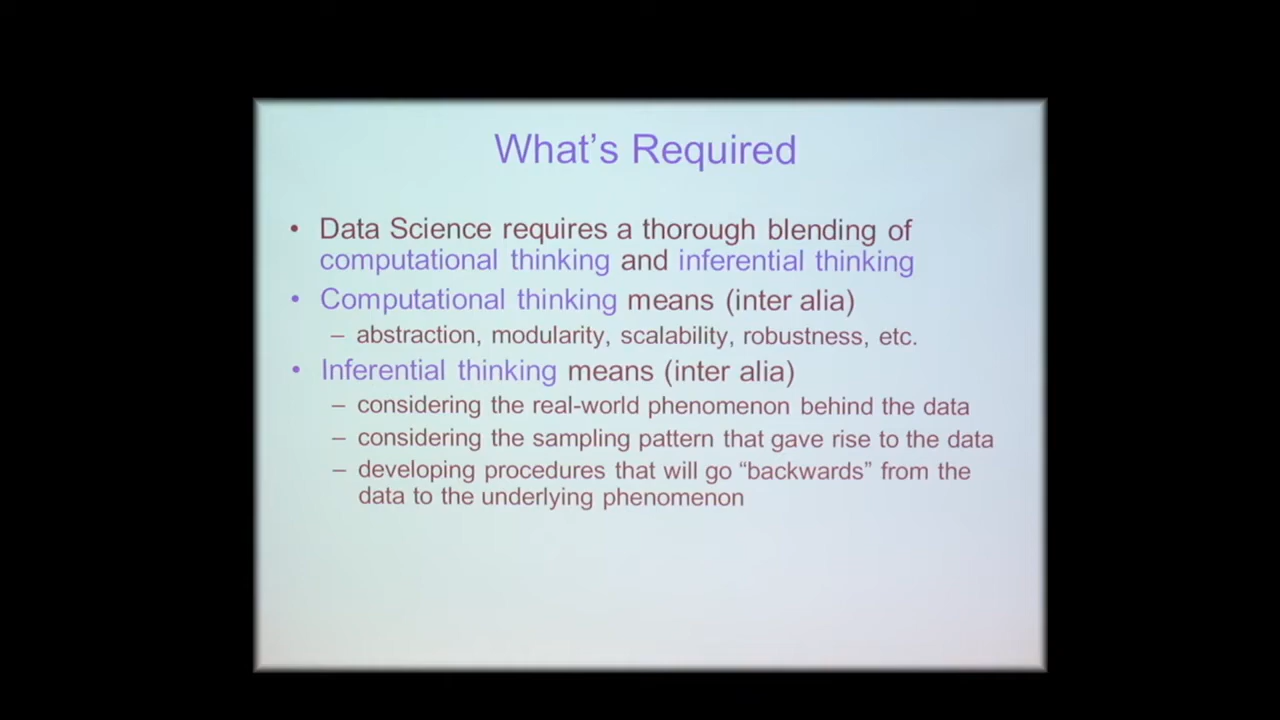 What's Required
• Data Science requires a thorough blending of
computational thinking and inferential thinking
• Computational thinking means (inter alia)
– abstraction, modularity, scalability, robustness, etc.
• Inferential thinking means (inter alia)
– considering the real-world phenomenon behind the data
– considering the sampling pattern that gave rise to the data
– developing procedures that will go “backwards” from the
data to the underlying phenomenon